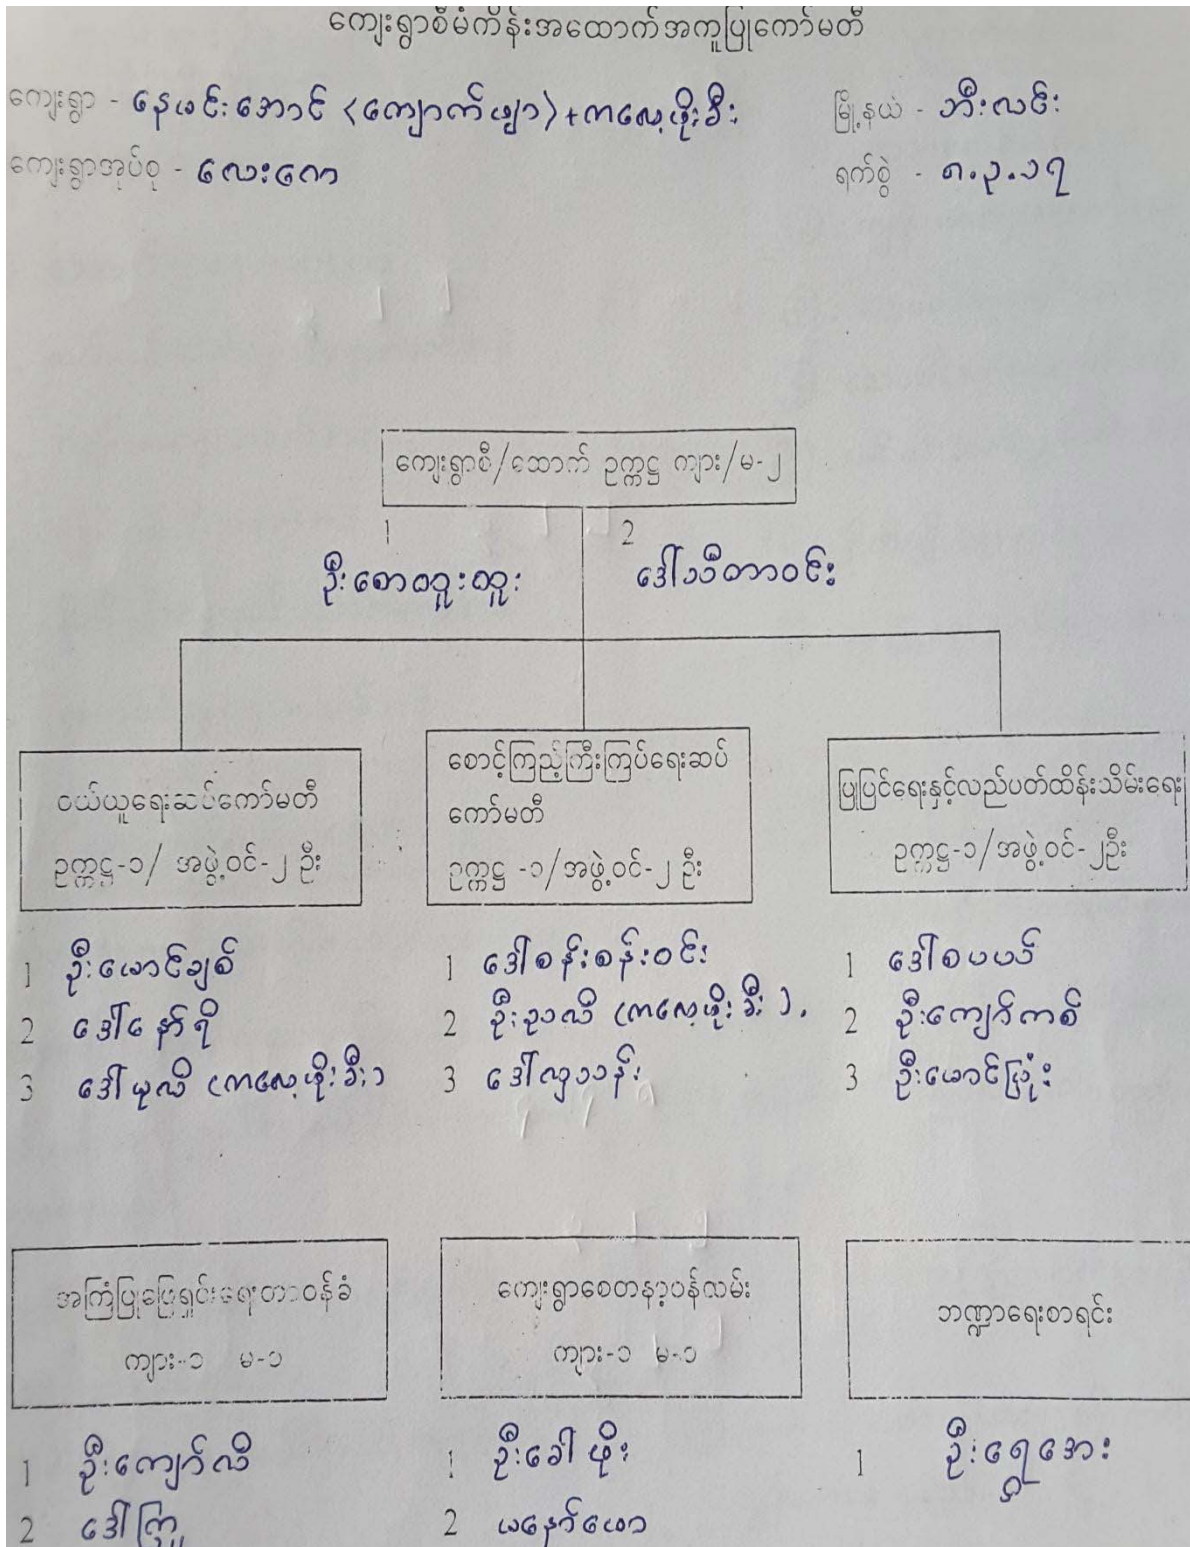 ကျေးရွာစီမံကိန်းအထောက်အကူပြုကော်မတီ
ကျေးရွာ - နေမင်းအောင် (ကျောက်ဖျာ)+ကလေ့ဖိုးခီး
မြို့နယ် - ဘီးလင်း
ကျေးရွာအုပ်စု - လေးကေ
ရက်စွဲ - ၈.၃.၁၇
ကျေးရွာစီ/ထောက် ဥက္ကဋ္ဌ ကျား/မ-၂
1 2
ဦးစောထူးထူး ဒေါ်သီတာဝင်း
ဝယ်ယူရေးဆပ်ကော်မတီ
ဥက္ကဋ္ဌ-၁/ အဖွဲ့ဝင်-၂ ဦး
စောင့်ကြည့်ကြီးကြပ်ရေးဆပ်
ကော်မတီ
ဥက္ကဋ္ဌ -၁/အဖွဲ့ဝင်-၂ ဦး
ပြုပြင်ရေးနှင့်လည်ပတ်ထိန်းသိမ်းရေး
ဥက္ကဋ္ဌ-၁/အဖွဲ့ဝင်-၂ဦး
1 ဦးမောင်ချစ်
2 ဒေါ်နော်ရို
3 ဒေါ်မုလိ (ကလေ့ဖိုးခီး)
1 ဒေါ်စန်းစန်းဝင်း
2 ဦးဥာလိ (ကလေ့ဖိုးခီး).
3 ဒေါ်လှသန်း
1 ဒေါ်စပယ်
2 ဦးကျော်ကစ်
3 ဦးမောင်ပြုံး
အကြံပြုဖြေရှင်းရေးတာဝန်ခံ
ကျား-၁ မ-၁
ကျေးရွာစေတနာ့ဝန်ထမ်း
ကျား-၁ မ-၁
ဘဏ္ဍာရေးစာရင်း
1 ဦးကျော်လိ
2 ဒေါ်ကြူ
1 ဦးခေါ်ဖိုး
2 မနော်ယော
1 ဦးရွှေအေး